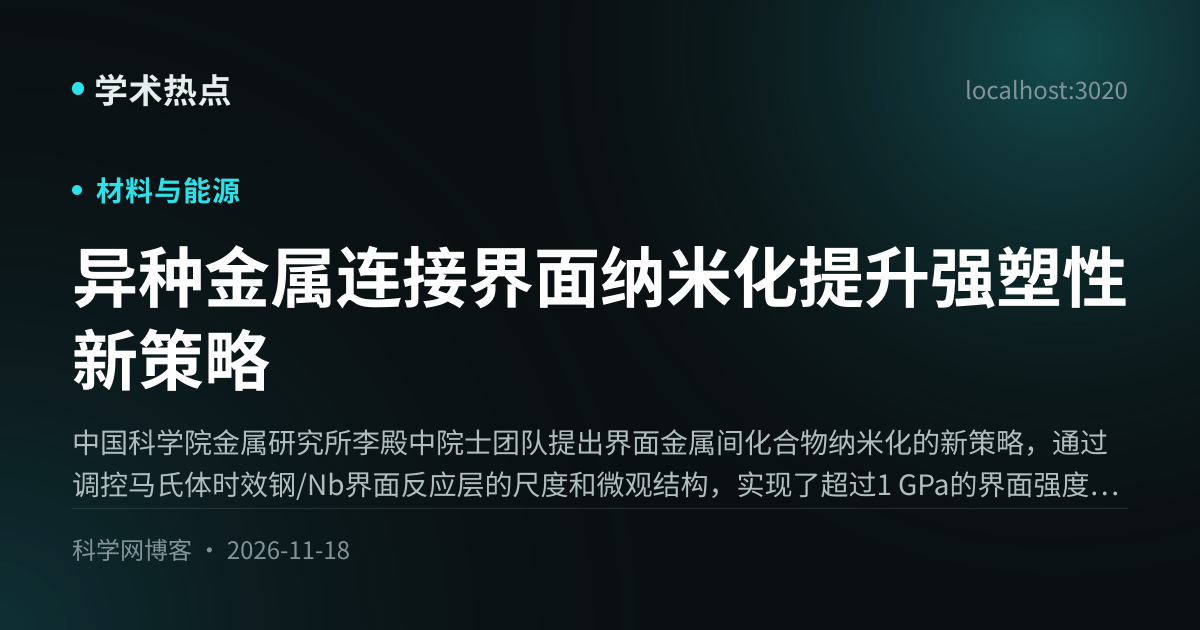 学术热点
localhost:3020
材料与能源
异种金属连接界面纳米化提升强塑性
新策略
中国科学院金属研究所李殿中院士团队提出界面金属间化合物纳米化的新策略，通过
调控马氏体时效钢/Nb界面反应层的尺度和微观结构，实现了超过1 GPa的界面强度…
科学网博客 • 2026-11-18